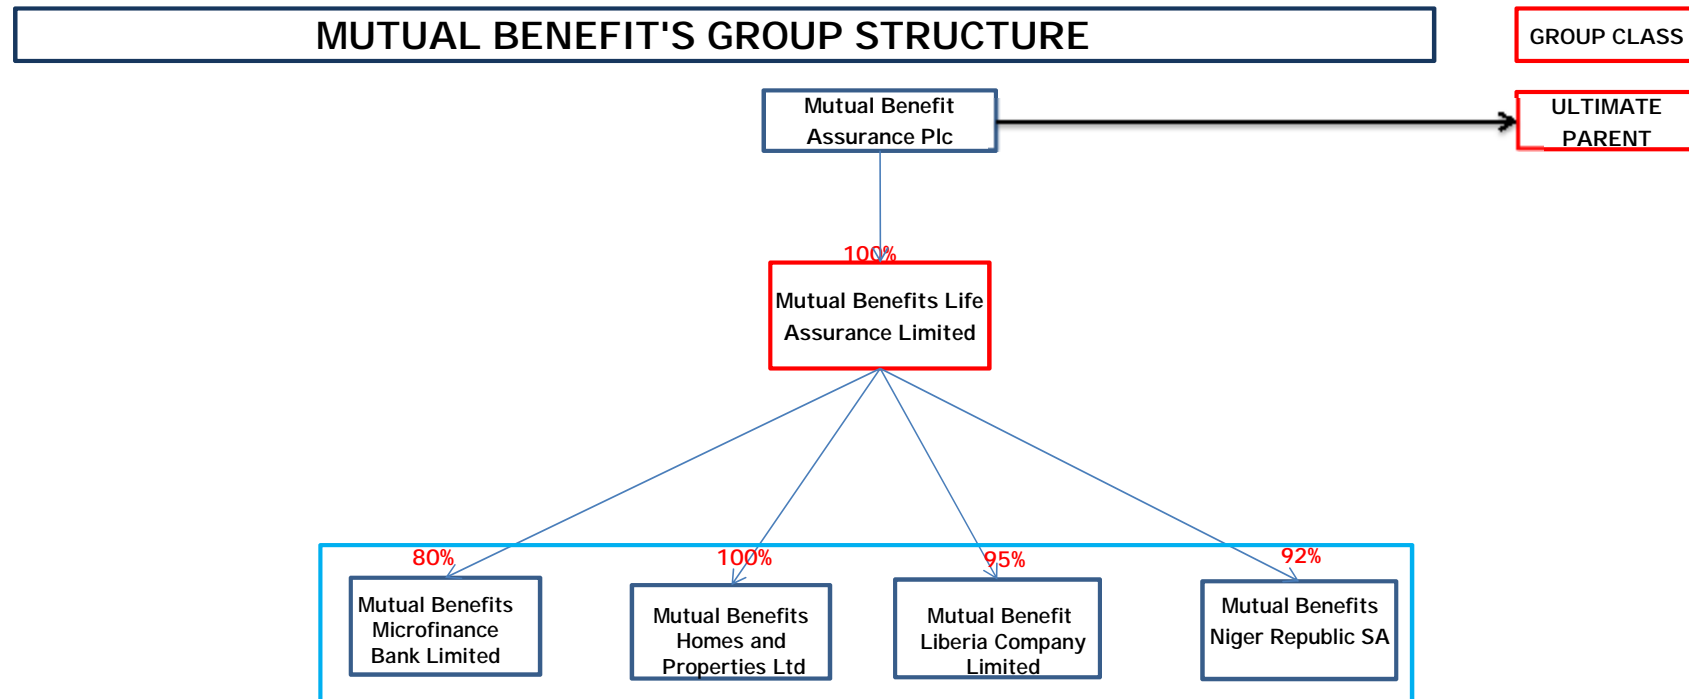 MUTUAL BENEFIT'S GROUP STRUCTURE
GROUP CLASS
Mutual Benefit
Assurance Plc
ULTIMATE
PARENT
100%
Mutual Benefits Life
Assurance Limited
80%
100%
95%
92%
Mutual Benefits
Microfinance
Bank Limited
Mutual Benefits
Homes and
Properties Ltd
Mutual Benefit
Liberia Company
Limited
Mutual Benefits
Niger Republic SA